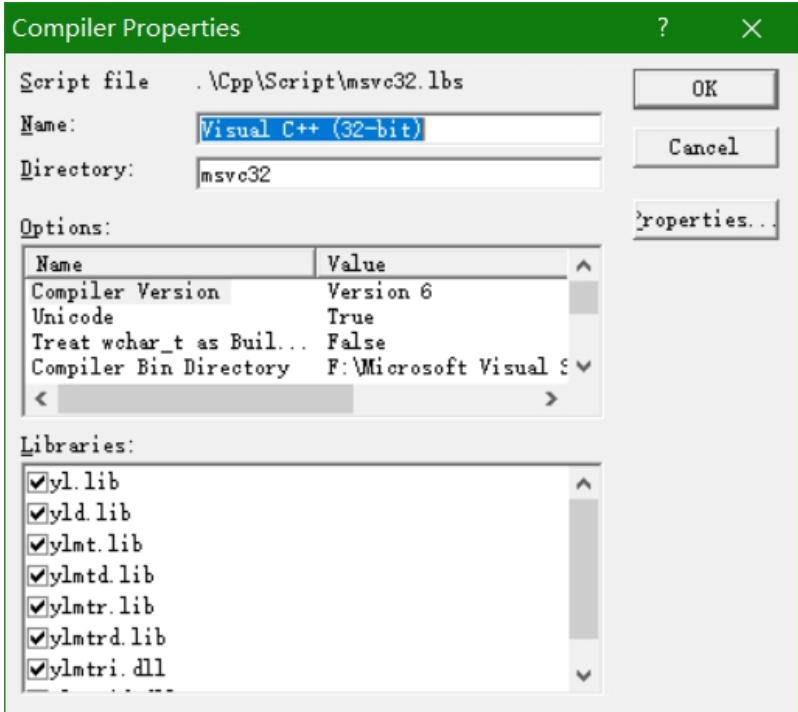 Compiler Properties ? ×
Script file .\Cpp\Script\msvc32.lbs
OK
Name: Visual C++ (32-bit)
Cancel
Directory: msvc32
Properties...
Options:
Name Value
Compiler Version Version 6
Unicode True
Treat wchar_t as Buil... False
Compiler Bin Directory F:\Microsoft Visual
Libraries:
yl.lib
yld.lib
ylmt.lib
ylmtd.lib
ylmtr.lib
ylmtrd.lib
ylmtri.dll